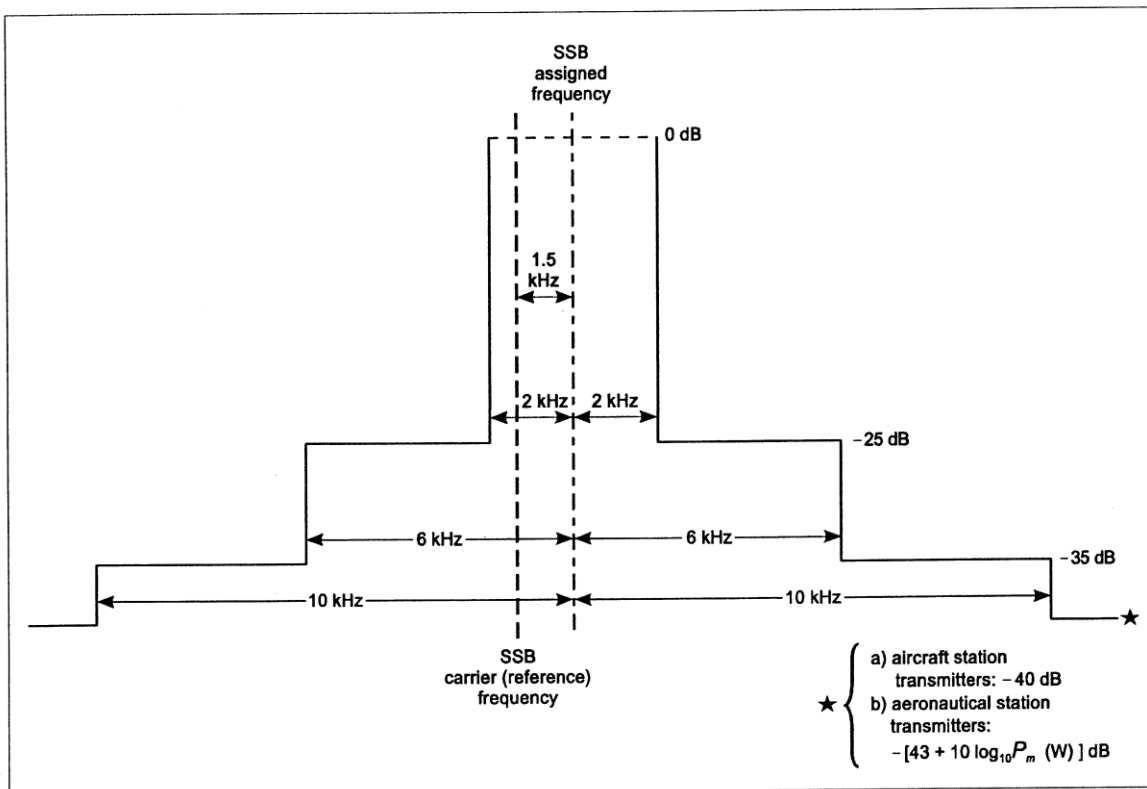 SSB
assigned
frequency
0 dB
1.5
kHz
2 kHz
2 kHz
−25 dB
6 kHz
6 kHz
−35 dB
10 kHz
10 kHz
SSB
carrier (reference)
frequency
★
★
a) aircraft station
transmitters: −40 dB
b) aeronautical station
transmitters:
−[43 + 10 log₁₀Pₘ (W) ] dB